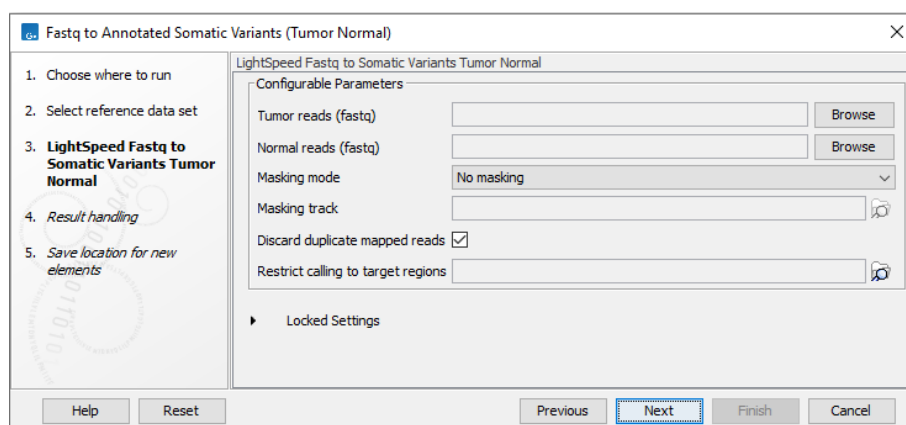 Fastq to Annotated Somatic Variants (Tumor Normal)
1. Choose where to run
2. Select reference data set
3. LightSpeed Fastq to
Somatic Variants Tumor
Normal
4. Result handling
5. Save location for new
elements
LightSpeed Fastq to Somatic Variants Tumor Normal
Configurable Parameters
Tumor reads (fastq) Browse
Normal reads (fastq) Browse
Masking mode No masking
Masking track
Discard duplicate mapped reads
Restrict calling to target regions
Locked Settings
Help Reset Previous Next Finish Cancel